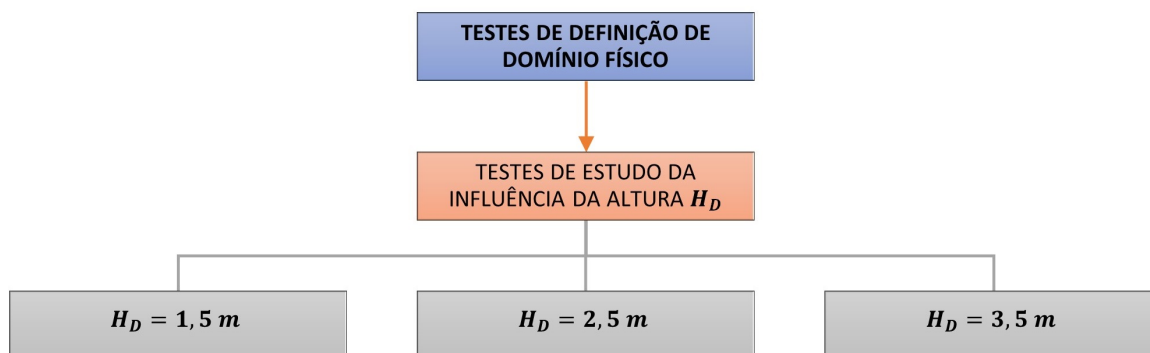 TESTES DE DEFINIÇÃO DE
DOMÍNIO FÍSICO
TESTES DE ESTUDO DA
INFLUÊNCIA DA ALTURA H_D
H_D = 1,5 m
H_D = 2,5 m
H_D = 3,5 m